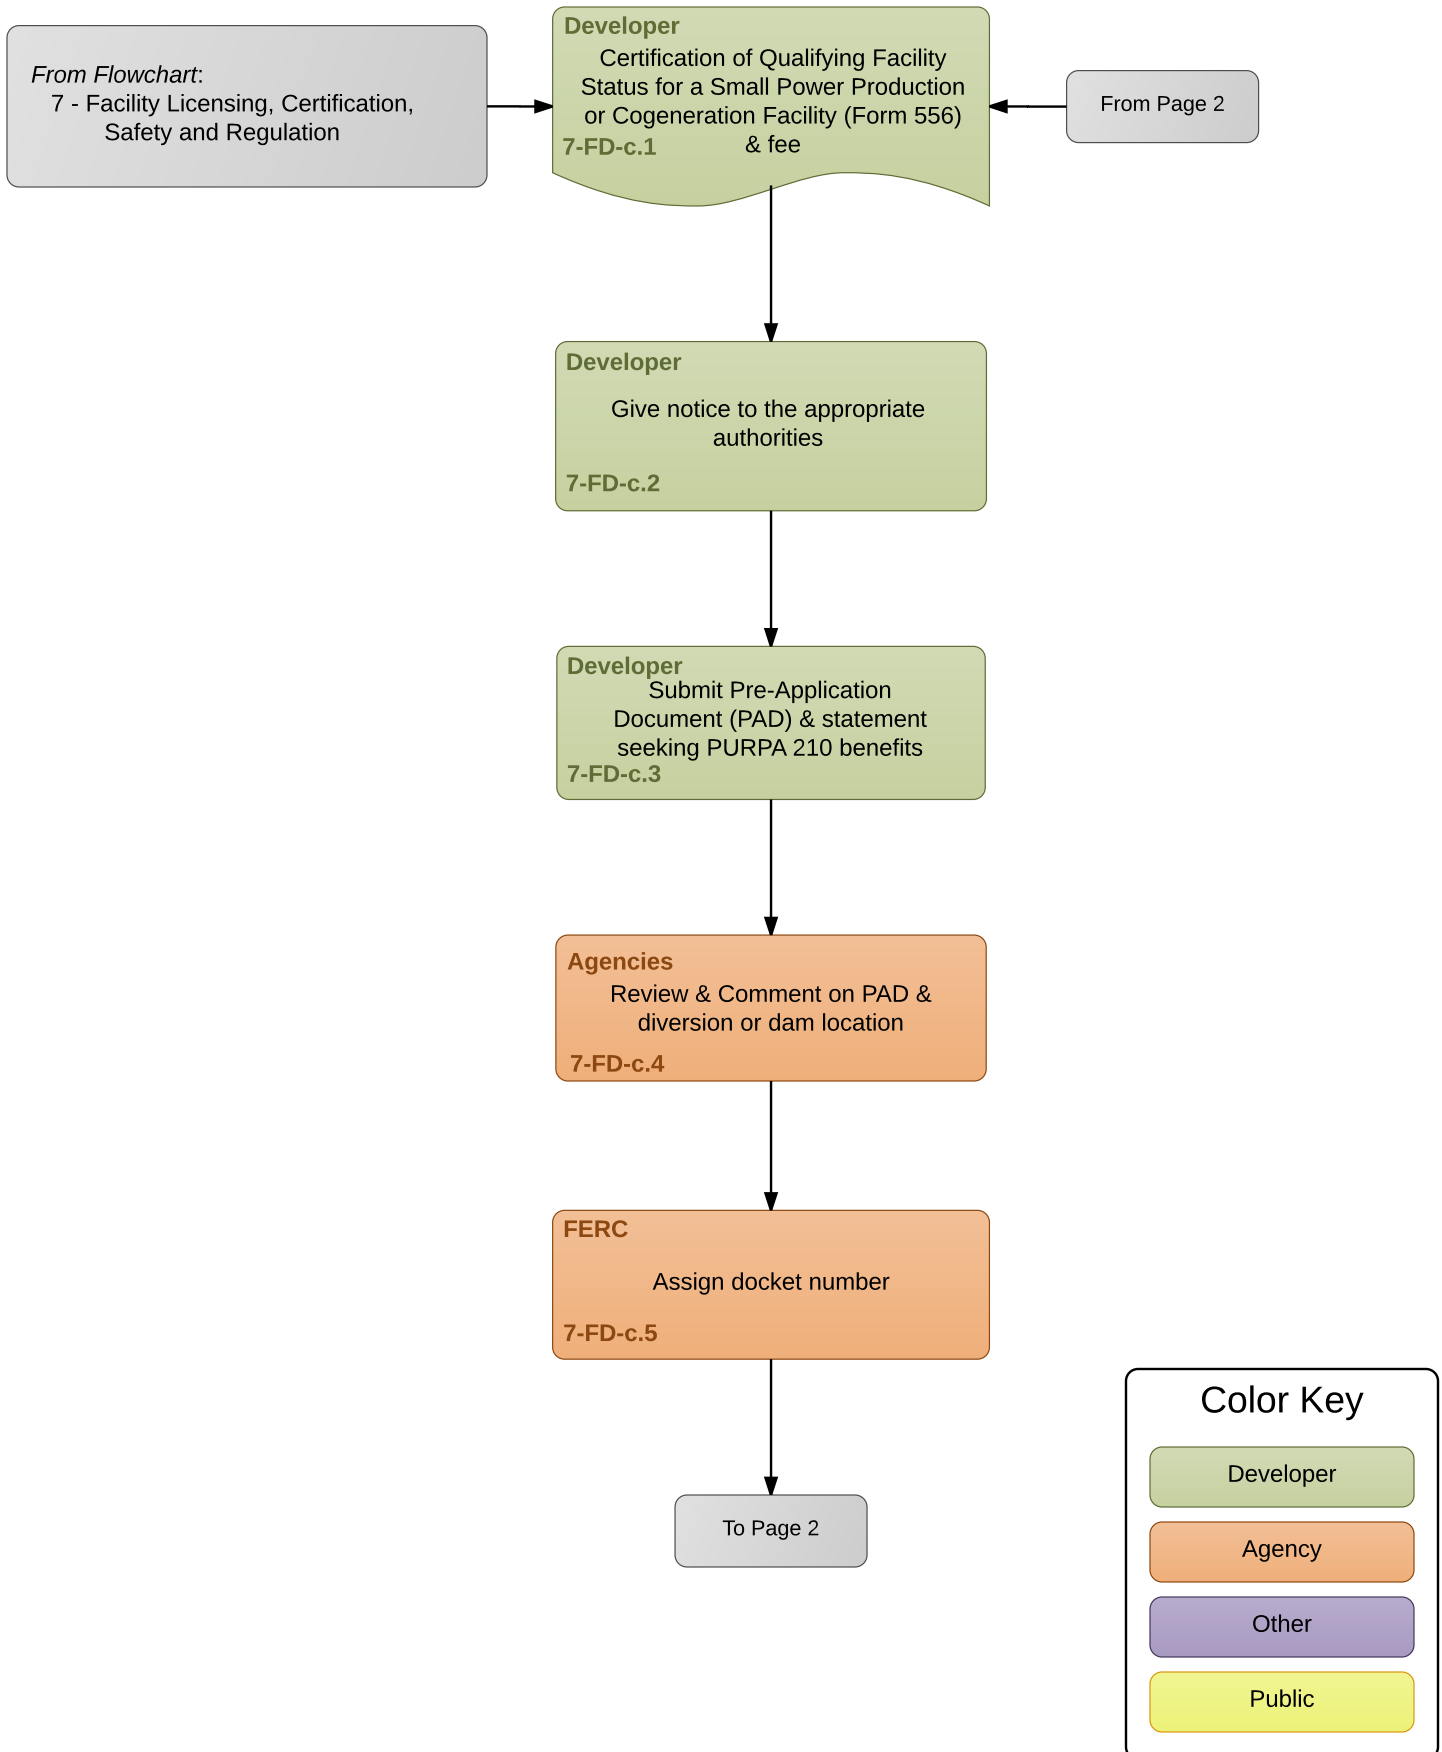 From Flowchart:
7 - Facility Licensing, Certification,
Safety and Regulation
Developer
Certification of Qualifying Facility
Status for a Small Power Production
or Cogeneration Facility (Form 556)
& fee
7-FD-c.1
From Page 2
Developer
Give notice to the appropriate
authorities
7-FD-c.2
Developer
Submit Pre-Application
Document (PAD) & statement
seeking PURPA 210 benefits
7-FD-c.3
Agencies
Review & Comment on PAD &
diversion or dam location
7-FD-c.4
FERC
Assign docket number
7-FD-c.5
To Page 2
Color Key
Developer
Agency
Other
Public